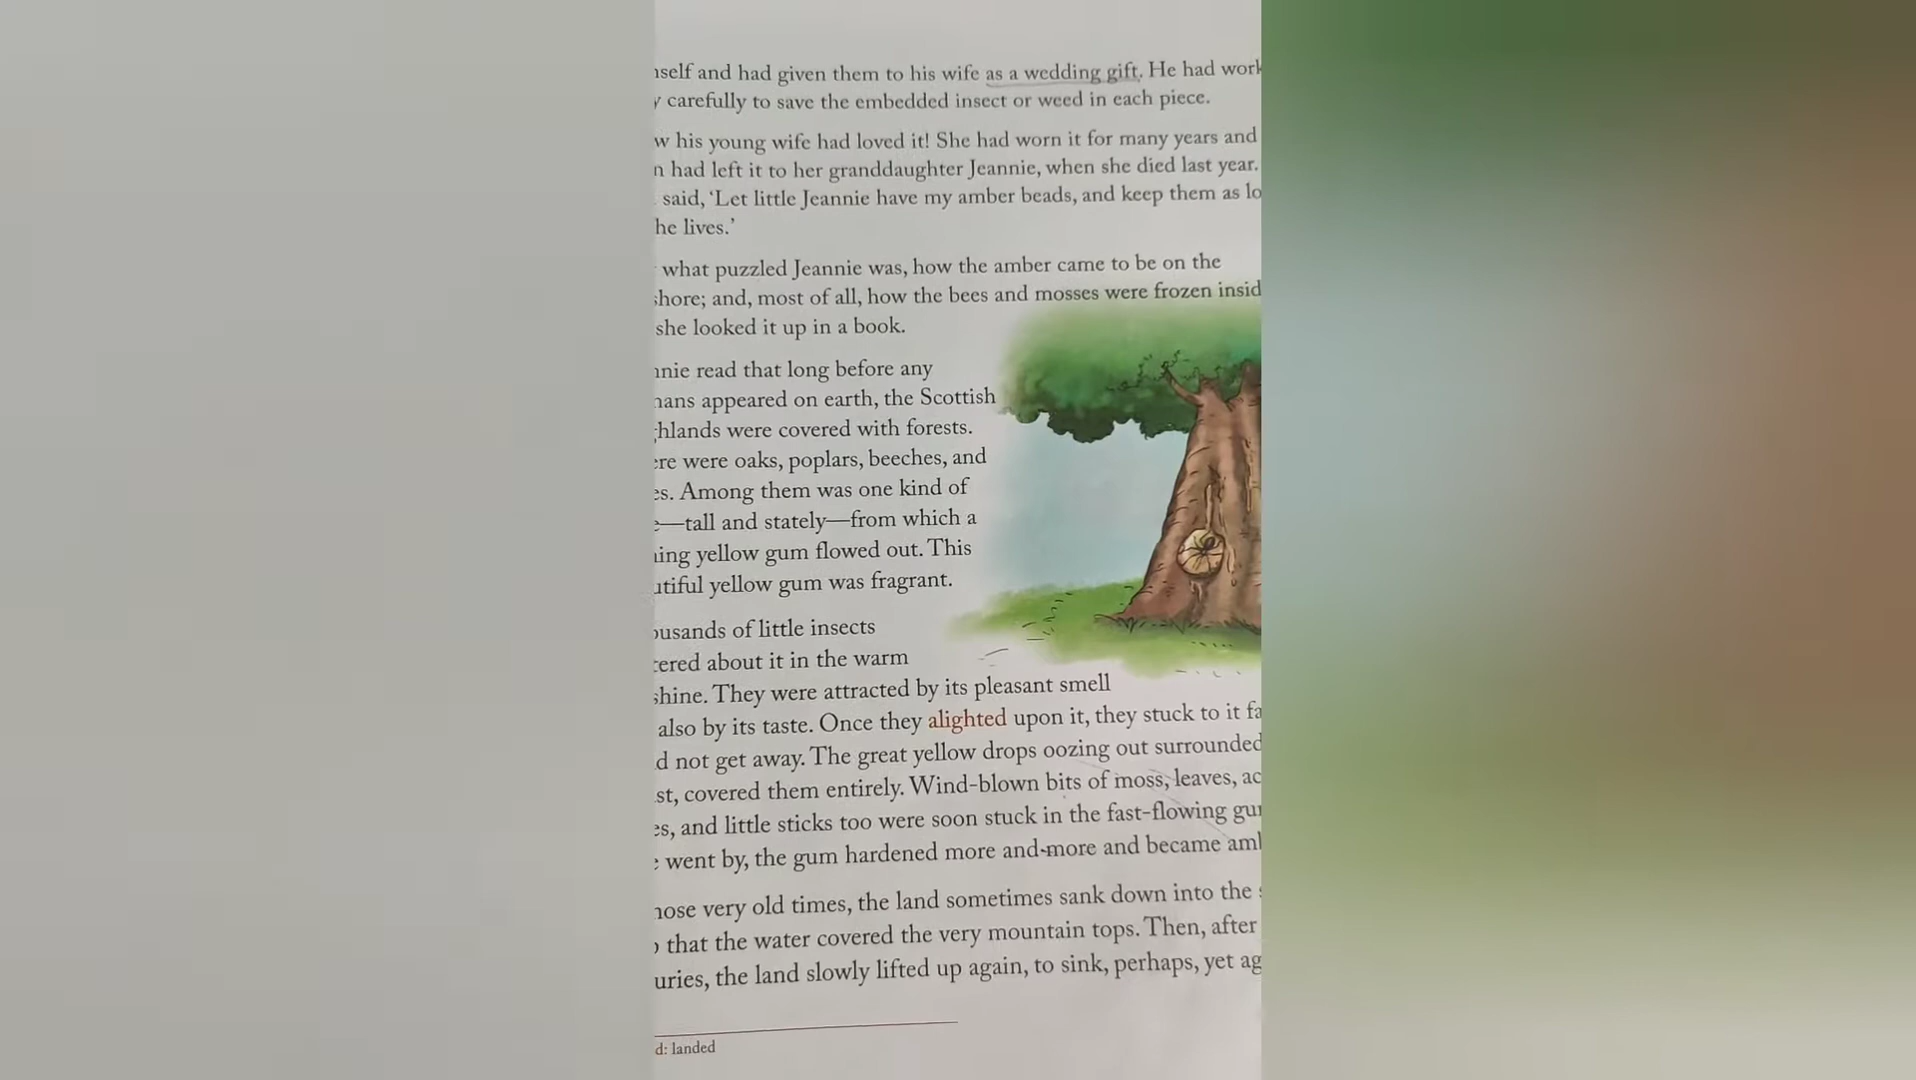 self and had given them to his wife as a wedding gift. He had work
carefully to save the embedded insect or weed in each piece.
w his young wife had loved it! She had worn it for many years and
n had left it to her granddaughter Jeannie, when she died last year.
said, ‘Let little Jeannie have my amber beads, and keep them as lo
he lives.’
what puzzled Jeannie was, how the amber came to be on the
hore; and, most of all, how the bees and mosses were frozen insid
she looked it up in a book.
nie read that long before any
ans appeared on earth, the Scottish
hlands were covered with forests.
re were oaks, poplars, beeches, and
es. Among them was one kind of
—tall and stately—from which a
ing yellow gum flowed out. This
utiful yellow gum was fragrant.
ousands of little insects
ered about it in the warm
shine. They were attracted by its pleasant smell
also by its taste. Once they alighted upon it, they stuck to it fa
d not get away. The great yellow drops oozing out surrounded
st, covered them entirely. Wind-blown bits of moss, leaves, ac
es, and little sticks too were soon stuck in the fast-flowing gu
went by, the gum hardened more and more and became am
hose very old times, the land sometimes sank down into the
that the water covered the very mountain tops. Then, after
uries, the land slowly lifted up again, to sink, perhaps, yet ag
d: landed